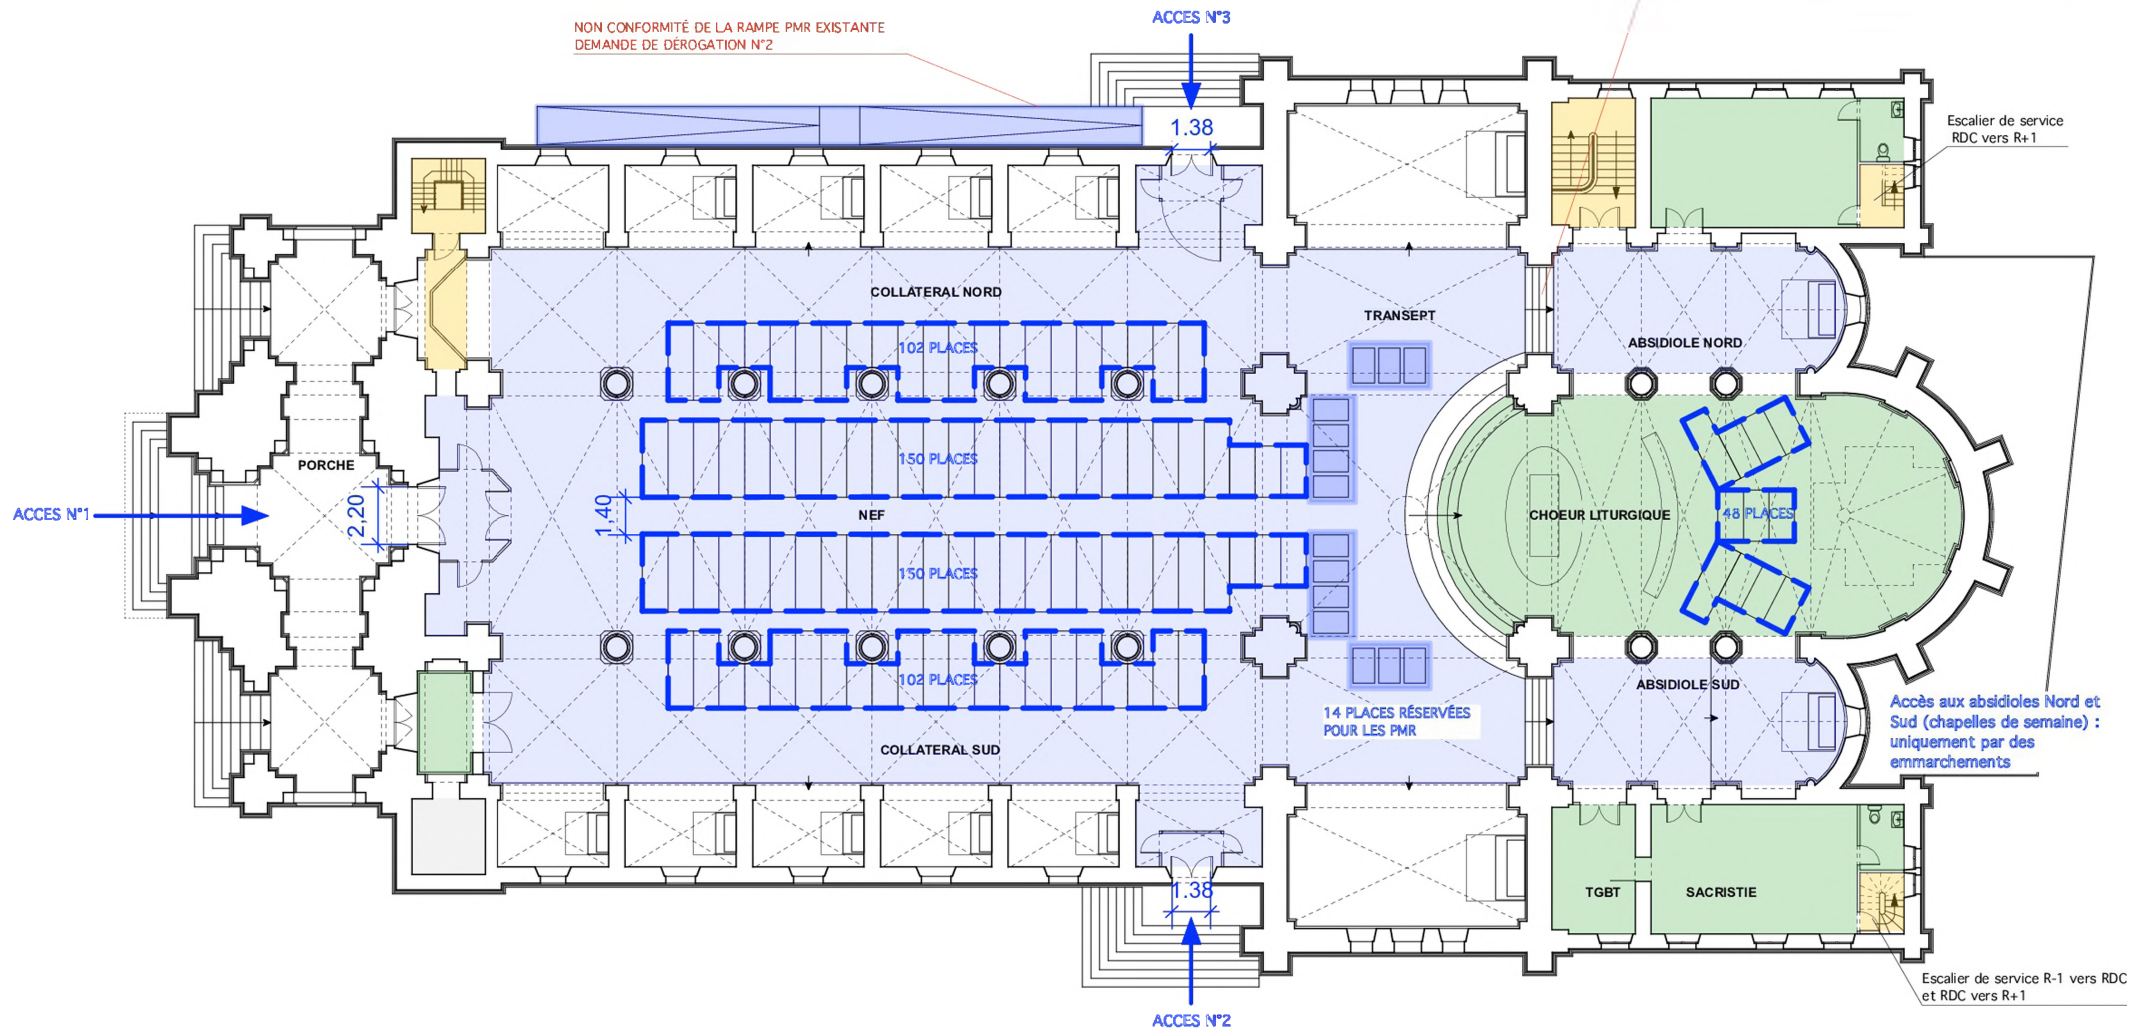 ACCES N°3
NON CONFORMITÉ DE LA RAMPE PMR EXISTANTE
DEMANDE DE DÉROGATION N°2
1.38
Escalier de service
RDC vers R+1
COLLATERAL NORD
TRANSEPT
ABSIDIOLE NORD
102 PLACES
PORCHE
150 PLACES
ACCES N°1
2,20
1,40
NEF
CHOEUR LITURGIQUE
48 PLACES
150 PLACES
102 PLACES
ABSIDIOLE SUD
14 PLACES RÉSERVÉES
POUR LES PMR
Accès aux absidioles Nord et
Sud (chapelles de semaine) :
uniquement par des
emmarchements
COLLATERAL SUD
1.38
TGBT
SACRISTIE
Escalier de service R-1 vers RDC
et RDC vers R+1
ACCES N°2